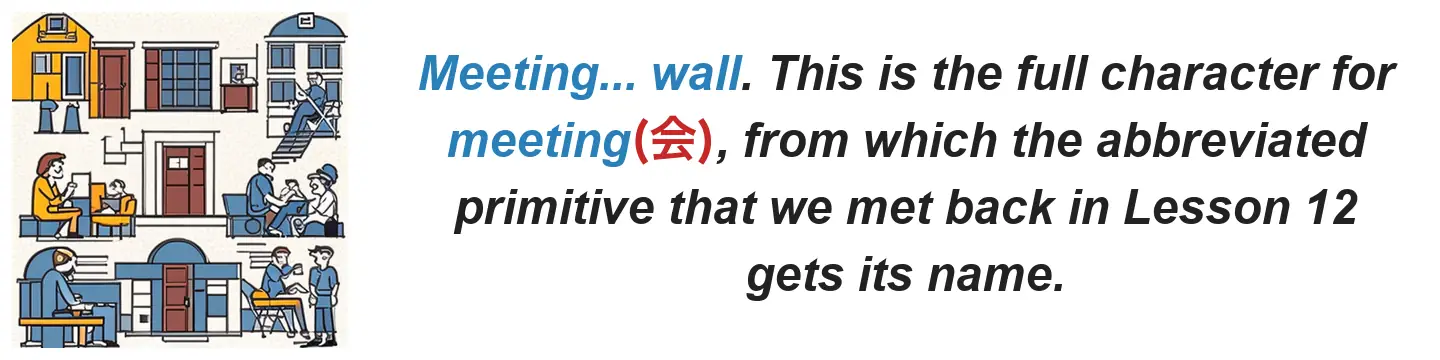 Meeting... wall. This is the full character for
meeting(会), from which the abbreviated
primitive that we met back in Lesson 12
gets its name.